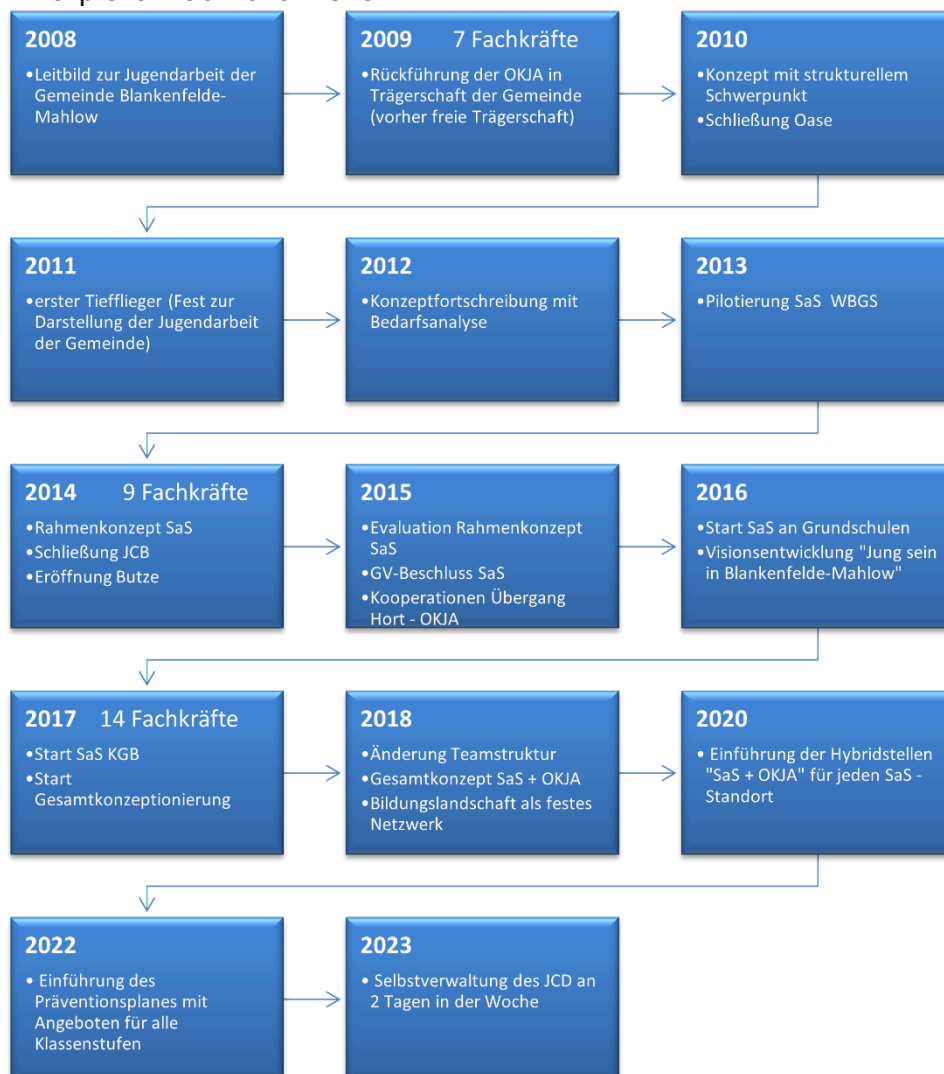 2008
•Leitbild zur Jugendarbeit der
Gemeinde Blankenfelde-
Mahlow
2009 7 Fachkräfte
•Rückführung der OKJA in
Trägerschaft der Gemeinde
(vorher freie Trägerschaft)
2010
•Konzept mit strukturellem
Schwerpunkt
•Schließung Oase
2011
•erster Tiefflieger (Fest zur
Darstellung der Jugendarbeit
der Gemeinde)
2012
•Konzeptfortschreibung mit
Bedarfsanalyse
2013
•Pilotierung SaS WBGS
2014 9 Fachkräfte
•Rahmenkonzept SaS
•Schließung JCB
•Eröffnung Butze
2015
•Evaluation Rahmenkonzept
SaS
•GV-Beschluss SaS
•Kooperationen Übergang
Hort - OKJA
2016
•Start SaS an Grundschulen
•Visionsentwicklung "Jung sein
in Blankenfelde-Mahlow"
2017 14 Fachkräfte
•Start SaS KGB
•Start
Gesamtkonzeptionierung
2018
•Änderung Teamstruktur
•Gesamtkonzept SaS + OKJA
•Bildungslandschaft als festes
Netzwerk
2020
• Einführung der Hybridstellen
"SaS + OKJA" für jeden SaS -
Standort
2022
• Einführung des
Präventionsplanes mit
Angeboten für alle
Klassenstufen
2023
•Selbstverwaltung des JCD an
2 Tagen in der Woche